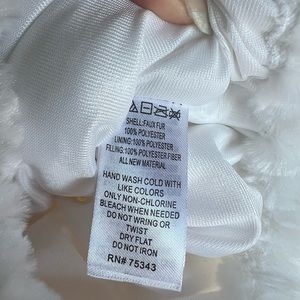 SHELL:FAUX FUR
100% POLYESTER
LINING:100% POLYESTER
FILLING:100% POLYESTER FIBER
ALL NEW MATERIAL
HAND WASH COLD WITH
LIKE COLORS
ONLY NON-CHLORINE
BLEACH WHEN NEEDED
DO NOT WRING OR
TWIST
DRY FLAT
DO NOT IRON
RN# 75343